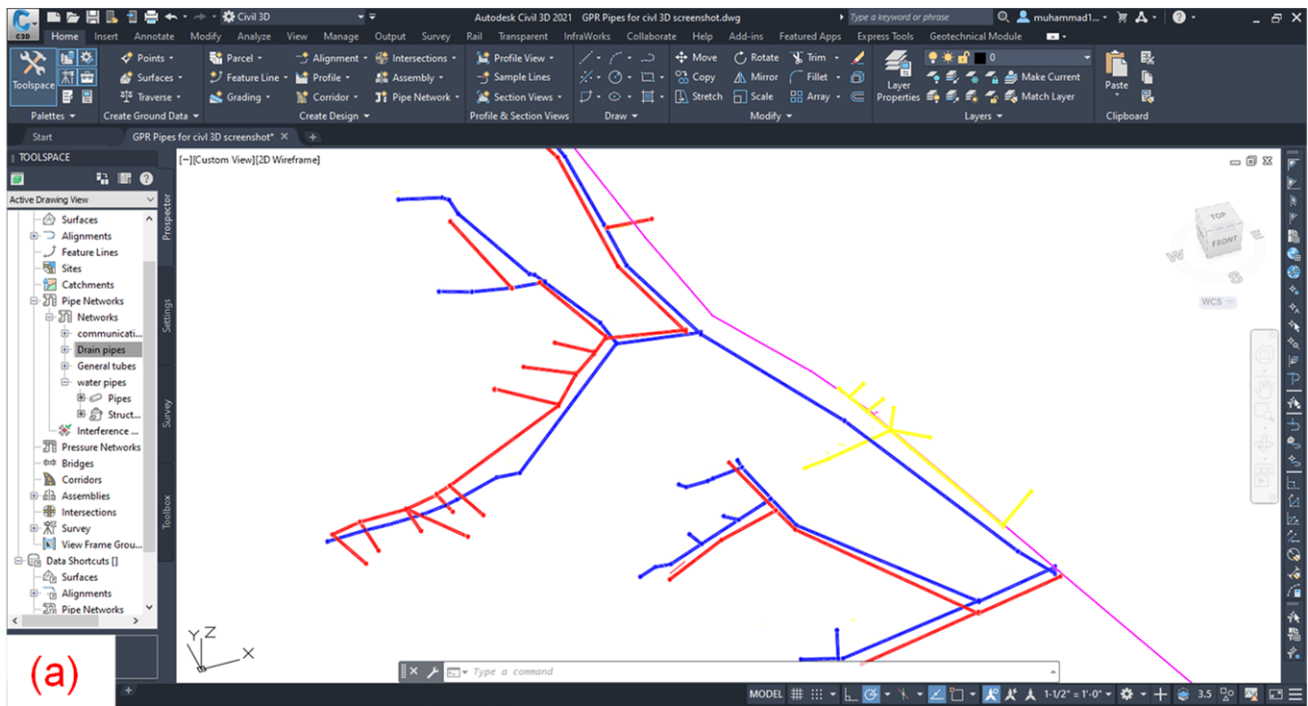 Civil 3D
Autodesk Civil 3D 2021 GPR Pipes for civl 3D screenshot.dwg
Type a keyword or phrase
muhammad1...
C3D
Home Insert Annotate Modify Analyze View Manage Output Survey Rail Transparent InfraWorks Collaborate Help Add-ins Featured Apps Express Tools Geotechnical Module
Points Parcel Alignment Intersections Profile View Move Rotate Trim 0
Toolspace Surfaces Feature Line Profile Assembly Sample Lines Copy Mirror Fillet Layer Properties Make Current Paste
Traverse Grading Corridor Pipe Network Section Views Stretch Scale Array Match Layer
Palettes Create Ground Data Create Design Profile & Section Views Draw Modify Layers Clipboard
Start GPR Pipes for civl 3D screenshot*
TOOLSPACE
[−][Custom View][2D Wireframe]
Active Drawing View
Prospector
Settings
Survey
Toolbox
Surfaces
Alignments
Feature Lines
Sites
Catchments
Pipe Networks
Networks
communicati...
Drain pipes
General tubes
water pipes
Pipes
Struct...
Interference ...
Pressure Networks
Bridges
Corridors
Assemblies
Intersections
Survey
View Frame Grou...
Data Shortcuts []
Surfaces
Alignments
Pipe Networks
TOP
FRONT
W
E
S
WCS
Y
Z
X
Type a command
(a)
MODEL 1-1/2" = 1'-0" 3.5